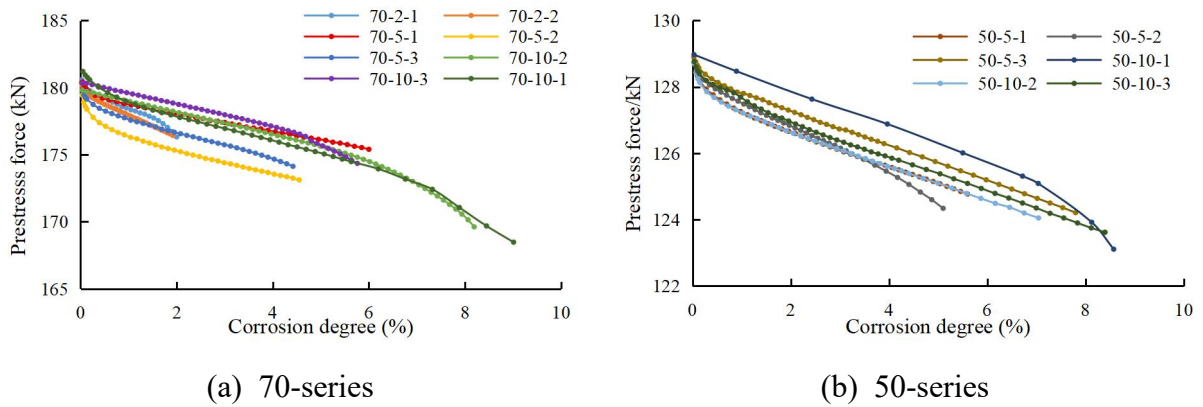 185
180
175
170
165
Prestresss force (kN)
70-2-1 70-2-2
70-5-1 70-5-2
70-5-3 70-10-2
70-10-3 70-10-1
0 2 4 6 8 10
Corrosion degree (%)
(a) 70-series
130
128
126
124
122
Prestress force/kN
50-5-1 50-5-2
50-5-3 50-10-1
50-10-2 50-10-3
0 2 4 6 8 10
Corrosion degree (%)
(b) 50-series